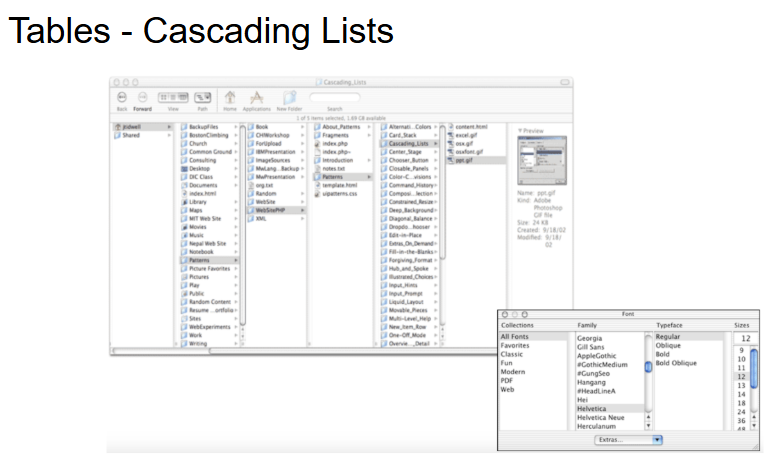 Tables - Cascading Lists
Cascading_Lists
Back Forward View Path Home Applications New Folder Search
1 of 5 items selected, 1.69 GB available
jtidwell
Shared
BackupFiles
BostonClimbing
Church
Common Ground
Consulting
Desktop
DIC Class
Documents
index.html
Library
Maps
MIT Web Site
Movies
Music
Nepal Web Site
Notebook
Patterns
Picture Favorites
Pictures
Play
Public
Random Content
Resume ...ortfolio
Sites
WebExperiments
Work
Writing
Book
CHIWorkshop
FortUpload
IBMPresentation
ImageSources
MwLang...Backup
MwPresentation
org.txt
Random
WebSite
WebSitePHP
XML
About_Patterns
Fragments
index.php
index.php~
Introduction
notes.txt
Patterns
template.html
uipatterns.css
Alternati...Colors
Card_Stack
Cascading_Lists
Center_Stage
Chooser_Button
Closable_Panels
Color-C...visions
Command_History
Composi...lection
Constrained_Resize
Deep_Background
Diagonal_Balance
Dropdo...hooser
Edit-in-Place
Extras_On_Demand
Fill-in-the-Blanks
Forgiving_Format
Hub_and_Spoke
Illustrated_Choices
Input_Hints
Input_Prompt
Liquid_Layout
Movable_Pieces
Multi-Level_Help
New_Item_Row
One-Off_Mode
Overvie..._Detail
content.html
excel.gif
osx.gif
osxfont.gif
ppt.gif
Preview
Name: ppt.gif
Kind: Adobe
Photoshop
GIF file
Size: 24 KB
Created: 9/18/02
Modified: 9/18/
02
Font
Collections Family Typeface Sizes
All Fonts
Favorites
Classic
Fun
Modern
PDF
Web
Georgia
Gill Sans
AppleGothic
#GothicMedium
#GungSeo
Hangang
#HeadLineA
Hei
Helvetica
Helvetica Neue
Herculanum
Regular
Oblique
Bold
Bold Oblique
12
9
10
11
12
13
14
18
24
36
48
Extras...